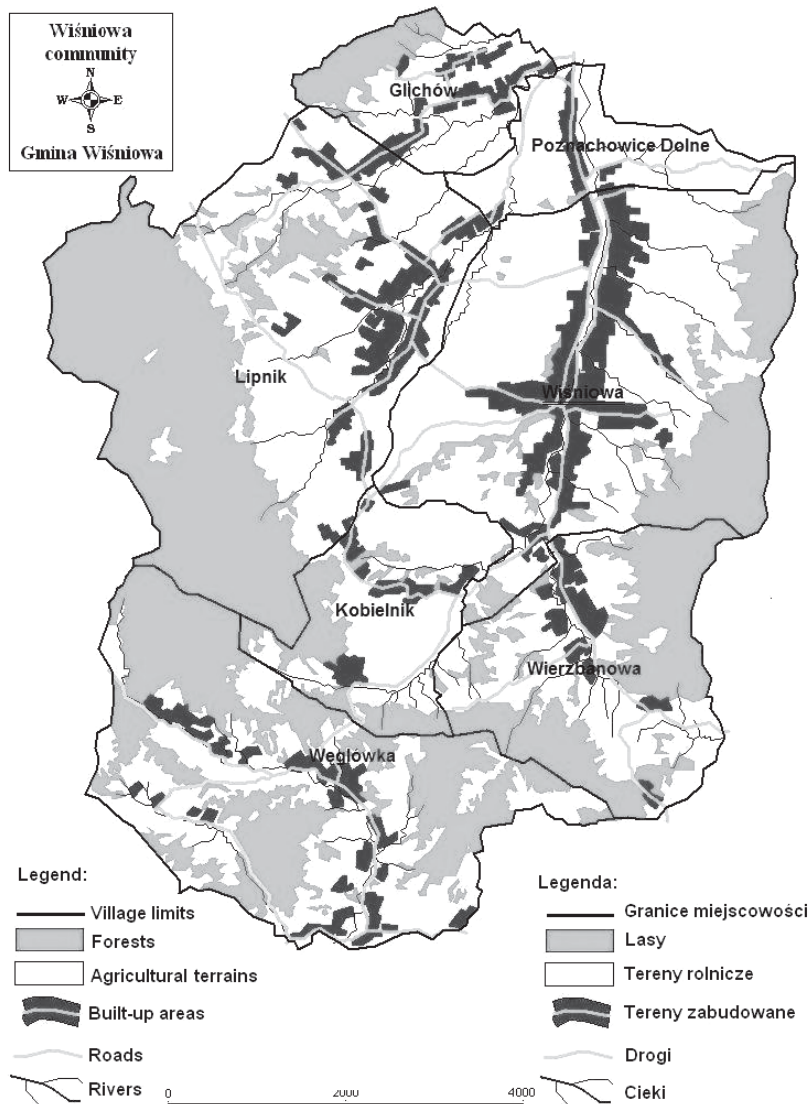 Wiśniowa
community
N
W E
S
Gmina Wiśniowa
Glichów
Poznachowice Dolne
Lipnik
Wiśniowa
Kobielnik
Wierzbanowa
Węglówka
Legend:
Village limits
Forests
Agricultural terrains
Built-up areas
Roads
Rivers
Legenda:
Granice miejscowości
Lasy
Tereny rolnicze
Tereny zabudowane
Drogi
Cieki
0 2000 4000